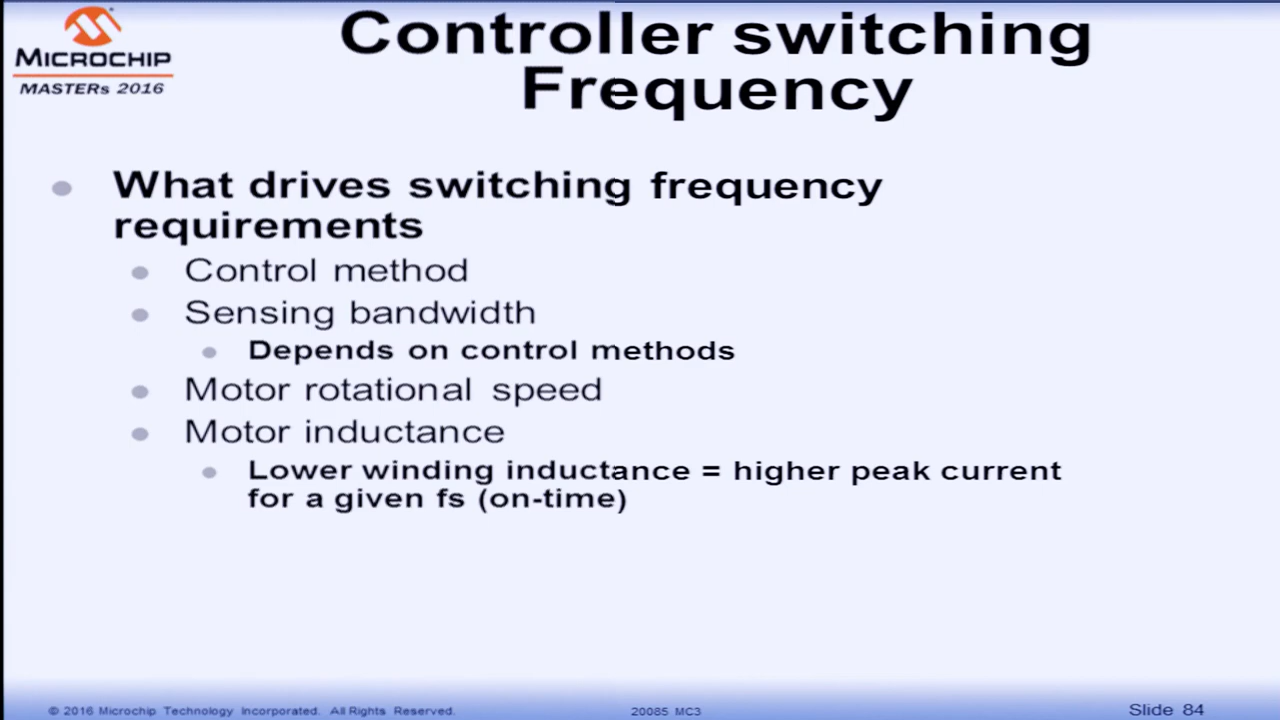 Controller switching
Frequency
MICROCHIP
MASTERs 2016
What drives switching frequency
requirements
Control method
Sensing bandwidth
Depends on control methods
Motor rotational speed
Motor inductance
Lower winding inductance = higher peak current
for a given fs (on-time)
© 2016 Microchip Technology Incorporated. All Rights Reserved.
20085 MC3
Slide 84